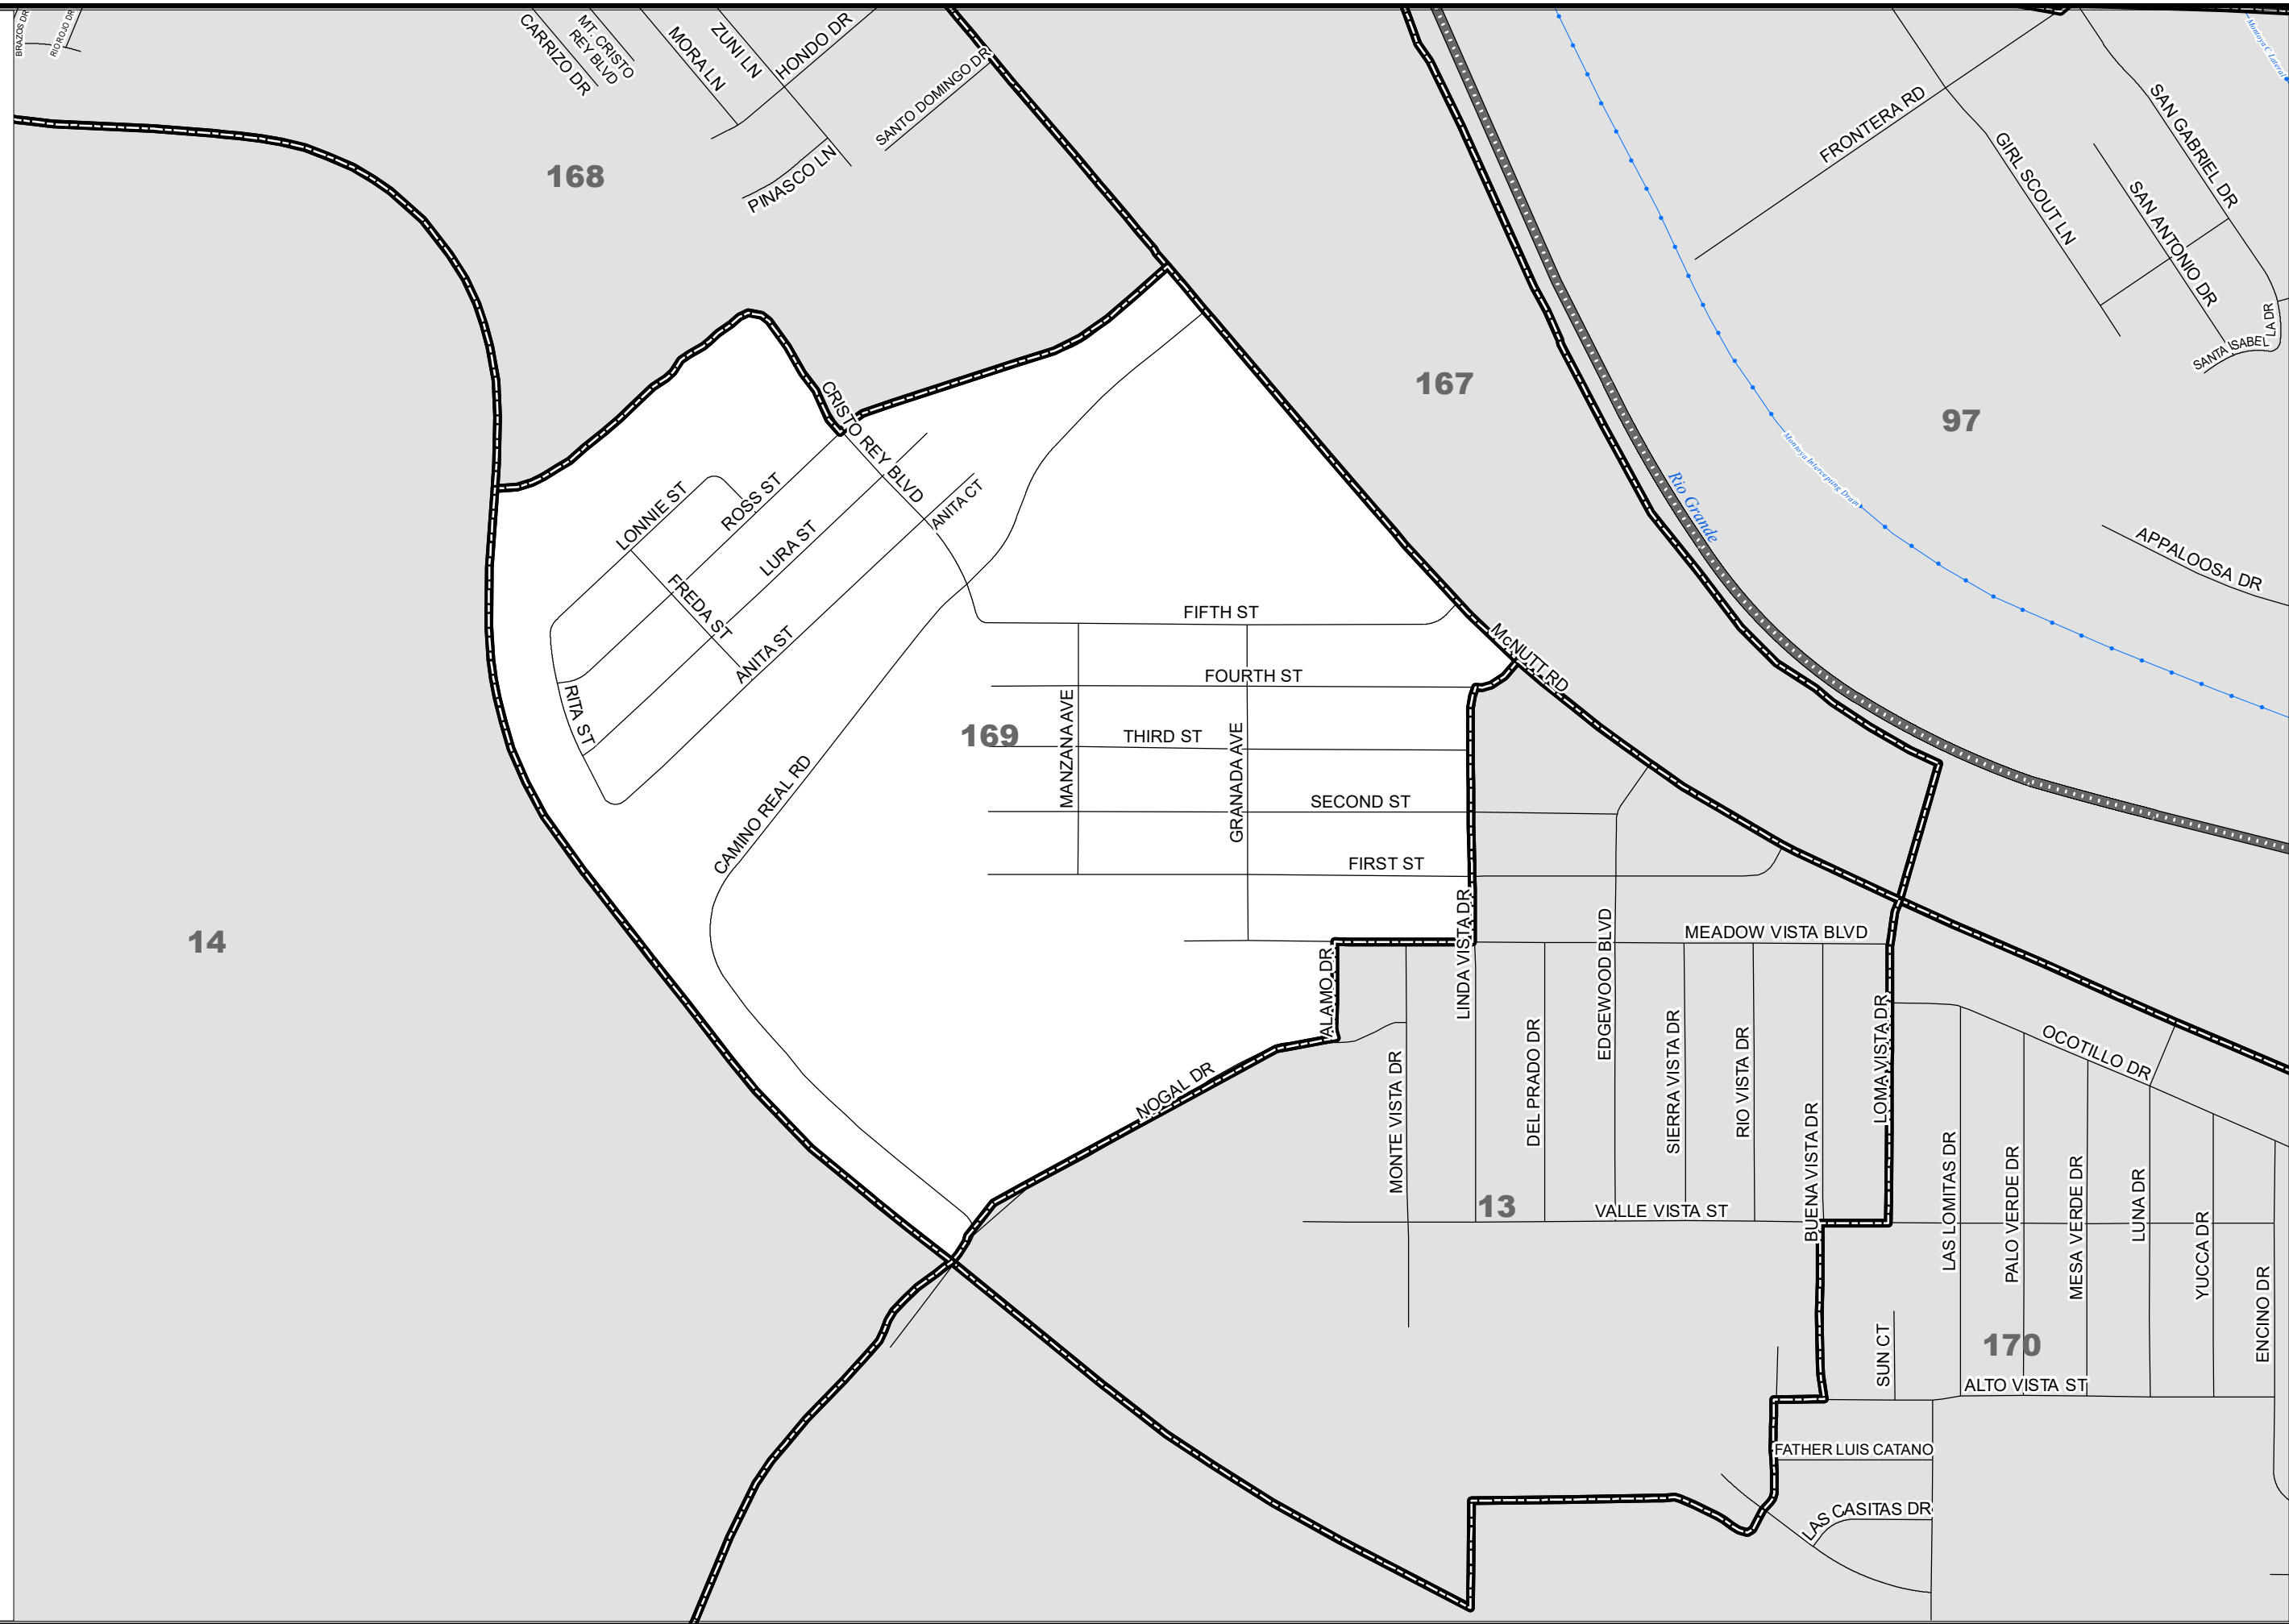 BRAZOS DR
RIO ROJO DR
CARRIZO DR
MT. CRISTO
REY BLVD
MORA LN
ZUNI LN
HONDO DR
SANTO DOMINGO DR
PINASCO LN
168
FRONTERA RD
GIRL SCOUT LN
SAN GABRIEL DR
SAN ANTONIO DR
Montoya C Lateral
SANTA ISABEL
LA DR
167
97
Montoya Intercepting Drain
Rio Grande
APPALOOSA DR
CRISTO REY BLVD
LONNIE ST
ROSS ST
LURA ST
ANITA CT
FREDA ST
ANITA ST
RITA ST
FIFTH ST
McNUTT RD
FOURTH ST
MANZANA AVE
169
THIRD ST
GRANADA AVE
CAMINO REAL RD
SECOND ST
FIRST ST
14
LINDA VISTA DR
MEADOW VISTA BLVD
ALAMO DR
EDGEWOOD BLVD
NOGAL DR
MONTE VISTA DR
DEL PRADO DR
SIERRA VISTA DR
RIO VISTA DR
BUENA VISTA DR
LOMA VISTA DR
OCOTILLO DR
13
VALLE VISTA ST
LAS LOMITAS DR
PALO VERDE DR
MESA VERDE DR
LUNA DR
YUCCA DR
ENCINO DR
SUN CT
170
ALTO VISTA ST
FATHER LUIS CATANO
LAS CASITAS DR